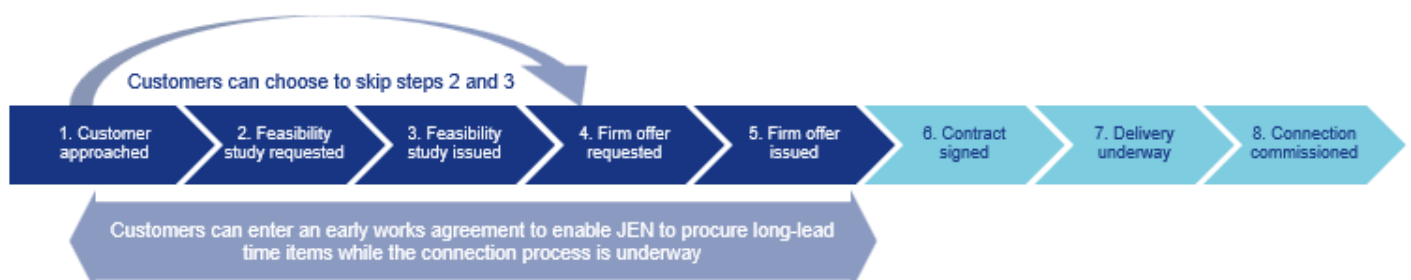 Customers can choose to skip steps 2 and 3
1. Customer
approached
2. Feasibility
study requested
3. Feasibility
study issued
4. Firm offer
requested
5. Firm offer
issued
6. Contract
signed
7. Delivery
underway
8. Connection
commissioned
Customers can enter an early works agreement to enable JEN to procure long-lead
time items while the connection process is underway